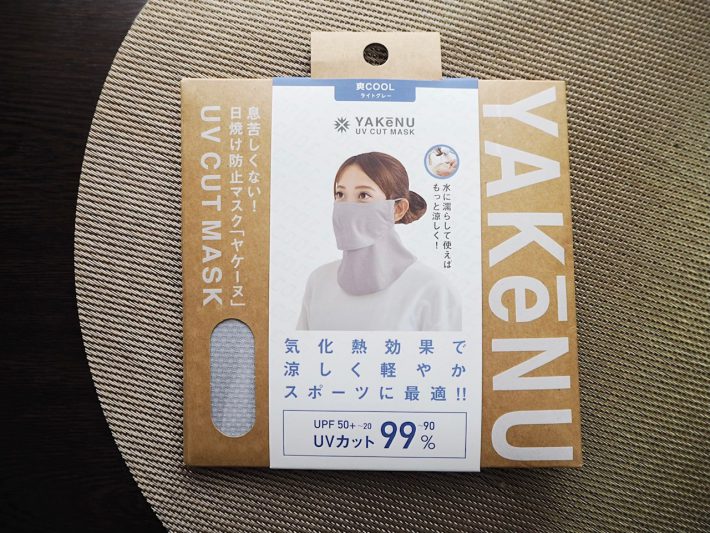 爽COOL
ライトグレー
YAKēNU
UV CUT MASK
水に濡らして使えば
もっと涼しく!
気化熱効果で
涼しく軽やか
スポーツに最適!!
UPF 50+~20
UVカット 99~90%
息苦しくない!
日焼け防止マスク「ヤケーヌ」
UV CUT MASK
YAKēNU